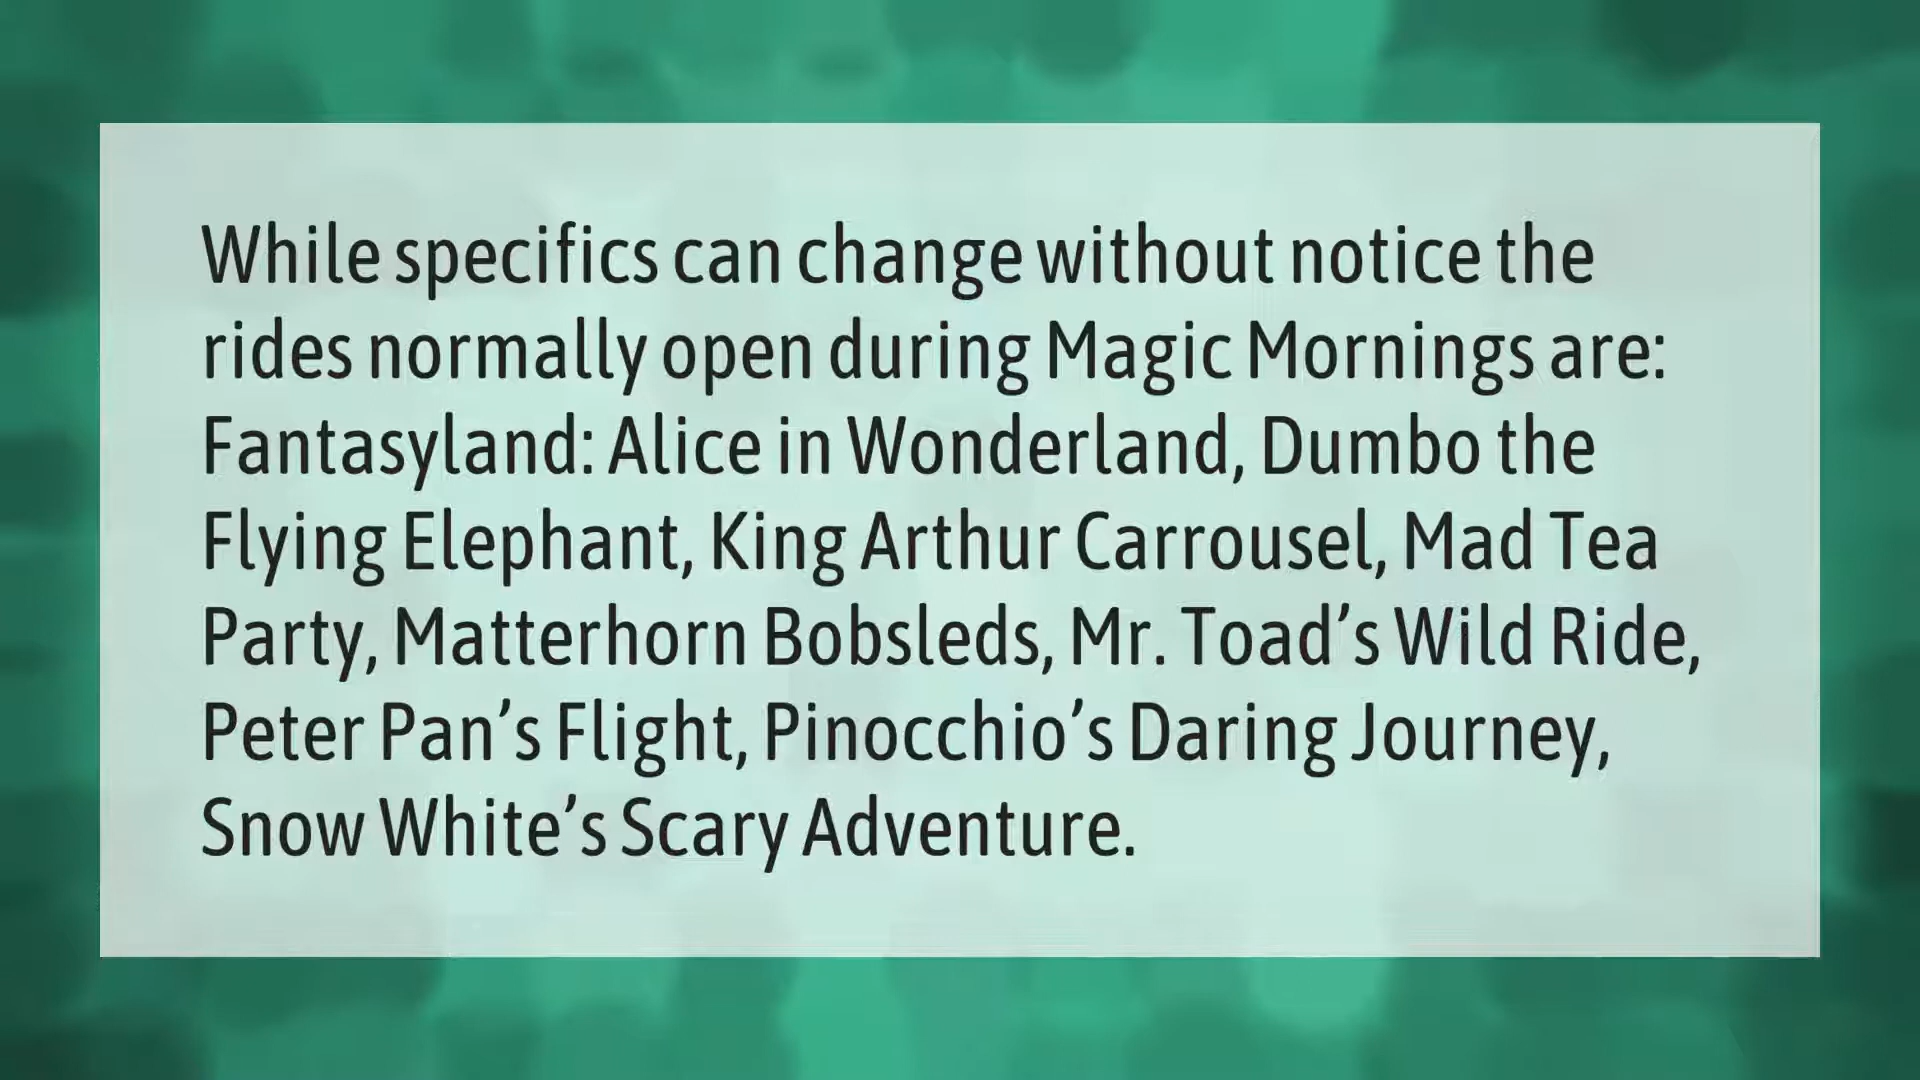 While specifics can change without notice the
rides normally open during Magic Mornings are:
Fantasyland: Alice in Wonderland, Dumbo the
Flying Elephant, King Arthur Carrousel, Mad Tea
Party, Matterhorn Bobsleds, Mr. Toad’s Wild Ride,
Peter Pan’s Flight, Pinocchio’s Daring Journey,
Snow White’s Scary Adventure.